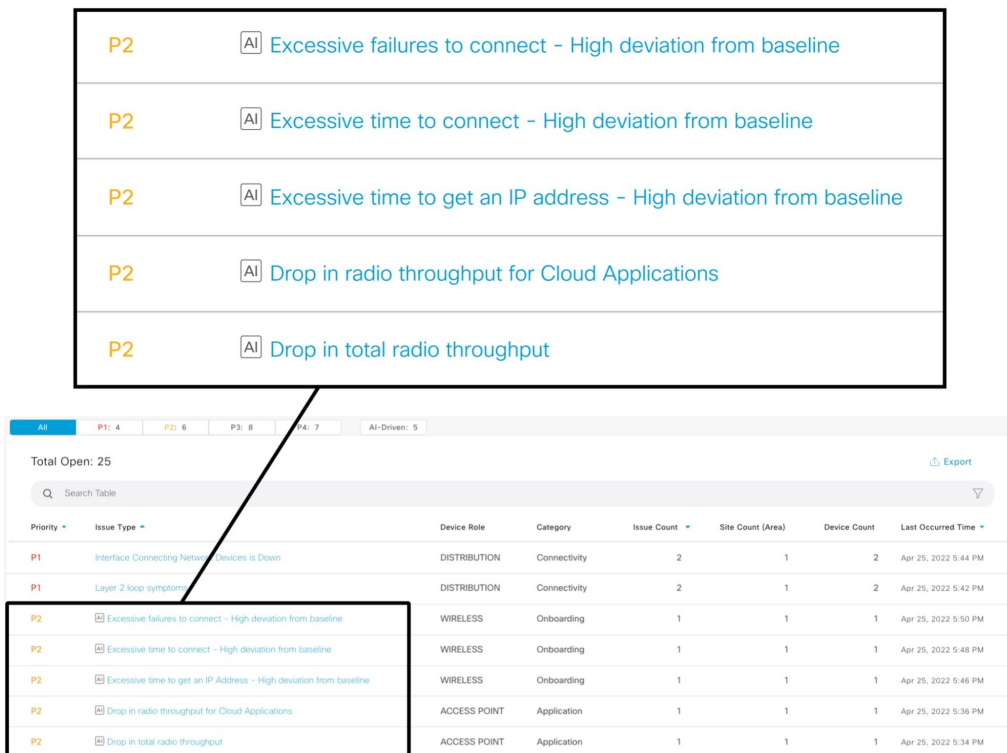 P2 AI Excessive failures to connect - High deviation from baseline
P2 AI Excessive time to connect - High deviation from baseline
P2 AI Excessive time to get an IP address - High deviation from baseline
P2 AI Drop in radio throughput for Cloud Applications
P2 AI Drop in total radio throughput
All P1: 4 P2: 6 P3: 8 P4: 7 AI-Driven: 5
Total Open: 25 Export
Search Table
Priority Issue Type Device Role Category Issue Count Site Count (Area) Device Count Last Occurred Time
P1 Interface Connecting Network Devices is Down DISTRIBUTION Connectivity 2 1 2 Apr 25, 2022 5:44 PM
P1 Layer 2 loop symptoms DISTRIBUTION Connectivity 2 1 2 Apr 25, 2022 5:42 PM
P2 AI Excessive failures to connect - High deviation from baseline WIRELESS Onboarding 1 1 1 Apr 25, 2022 5:50 PM
P2 AI Excessive time to connect - High deviation from baseline WIRELESS Onboarding 1 1 1 Apr 25, 2022 5:48 PM
P2 AI Excessive time to get an IP Address - High deviation from baseline WIRELESS Onboarding 1 1 1 Apr 25, 2022 5:46 PM
P2 AI Drop in radio throughput for Cloud Applications ACCESS POINT Application 1 1 1 Apr 25, 2022 5:36 PM
P2 AI Drop in total radio throughput ACCESS POINT Application 1 1 1 Apr 25, 2022 5:34 PM